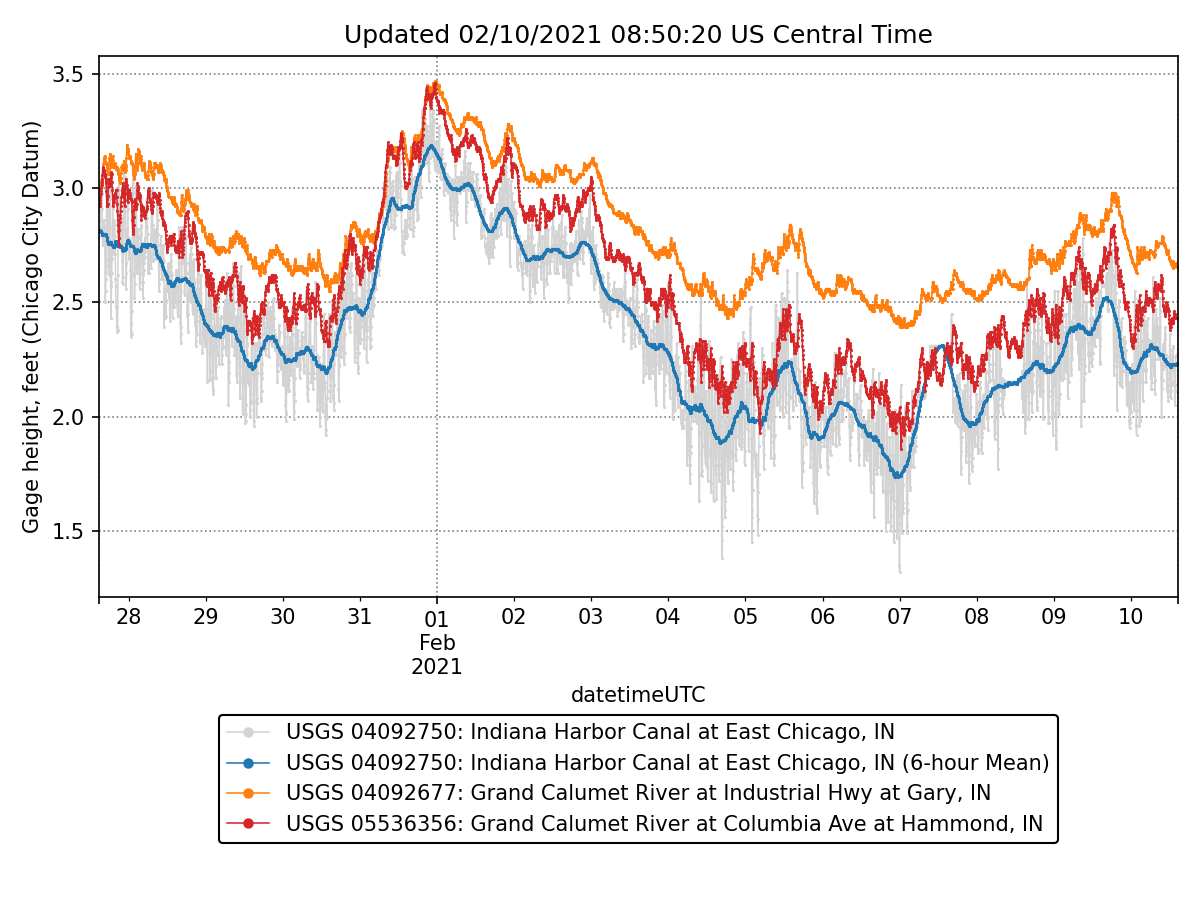 Updated 02/10/2021 08:50:20 US Central Time
Gage height, feet (Chicago City Datum)
3.5
3.0
2.5
2.0
1.5
28 29 30 31 01 02 03 04 05 06 07 08 09 10
Feb
2021
datetimeUTC
USGS 04092750: Indiana Harbor Canal at East Chicago, IN
USGS 04092750: Indiana Harbor Canal at East Chicago, IN (6-hour Mean)
USGS 04092677: Grand Calumet River at Industrial Hwy at Gary, IN
USGS 05536356: Grand Calumet River at Columbia Ave at Hammond, IN